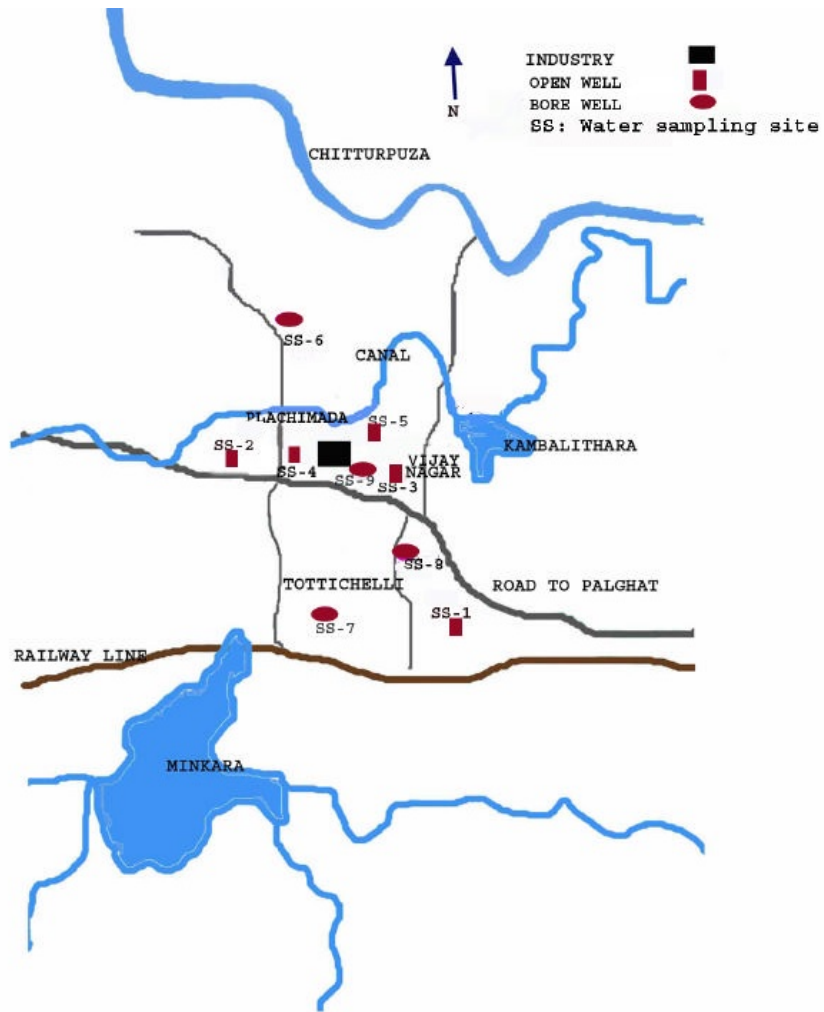 INDUSTRY
OPEN WELL
N
BORE WELL
SS: Water sampling site
CHITTURPUZA
SS-6
CANAL
PLACHIMADA
SS-5
SS-2
KAMBALITHARA
VIJAY
NAGAR
SS-4
SS-9
SS-3
SS-8
TOTTICHELLI
ROAD TO PALGHAT
SS-1
SS-7
RAILWAY LINE
MINKARA